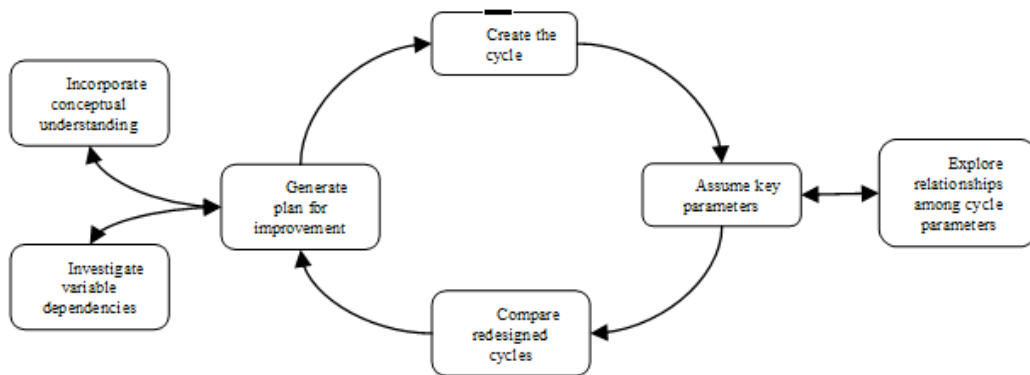 Create the
cycle
Incorporate
conceptual
understanding
Explore
relationships
among cycle
parameters
Generate
plan for
improvement
Assume key
parameters
Investigate
variable
dependencies
Compare
redesigned
cycles